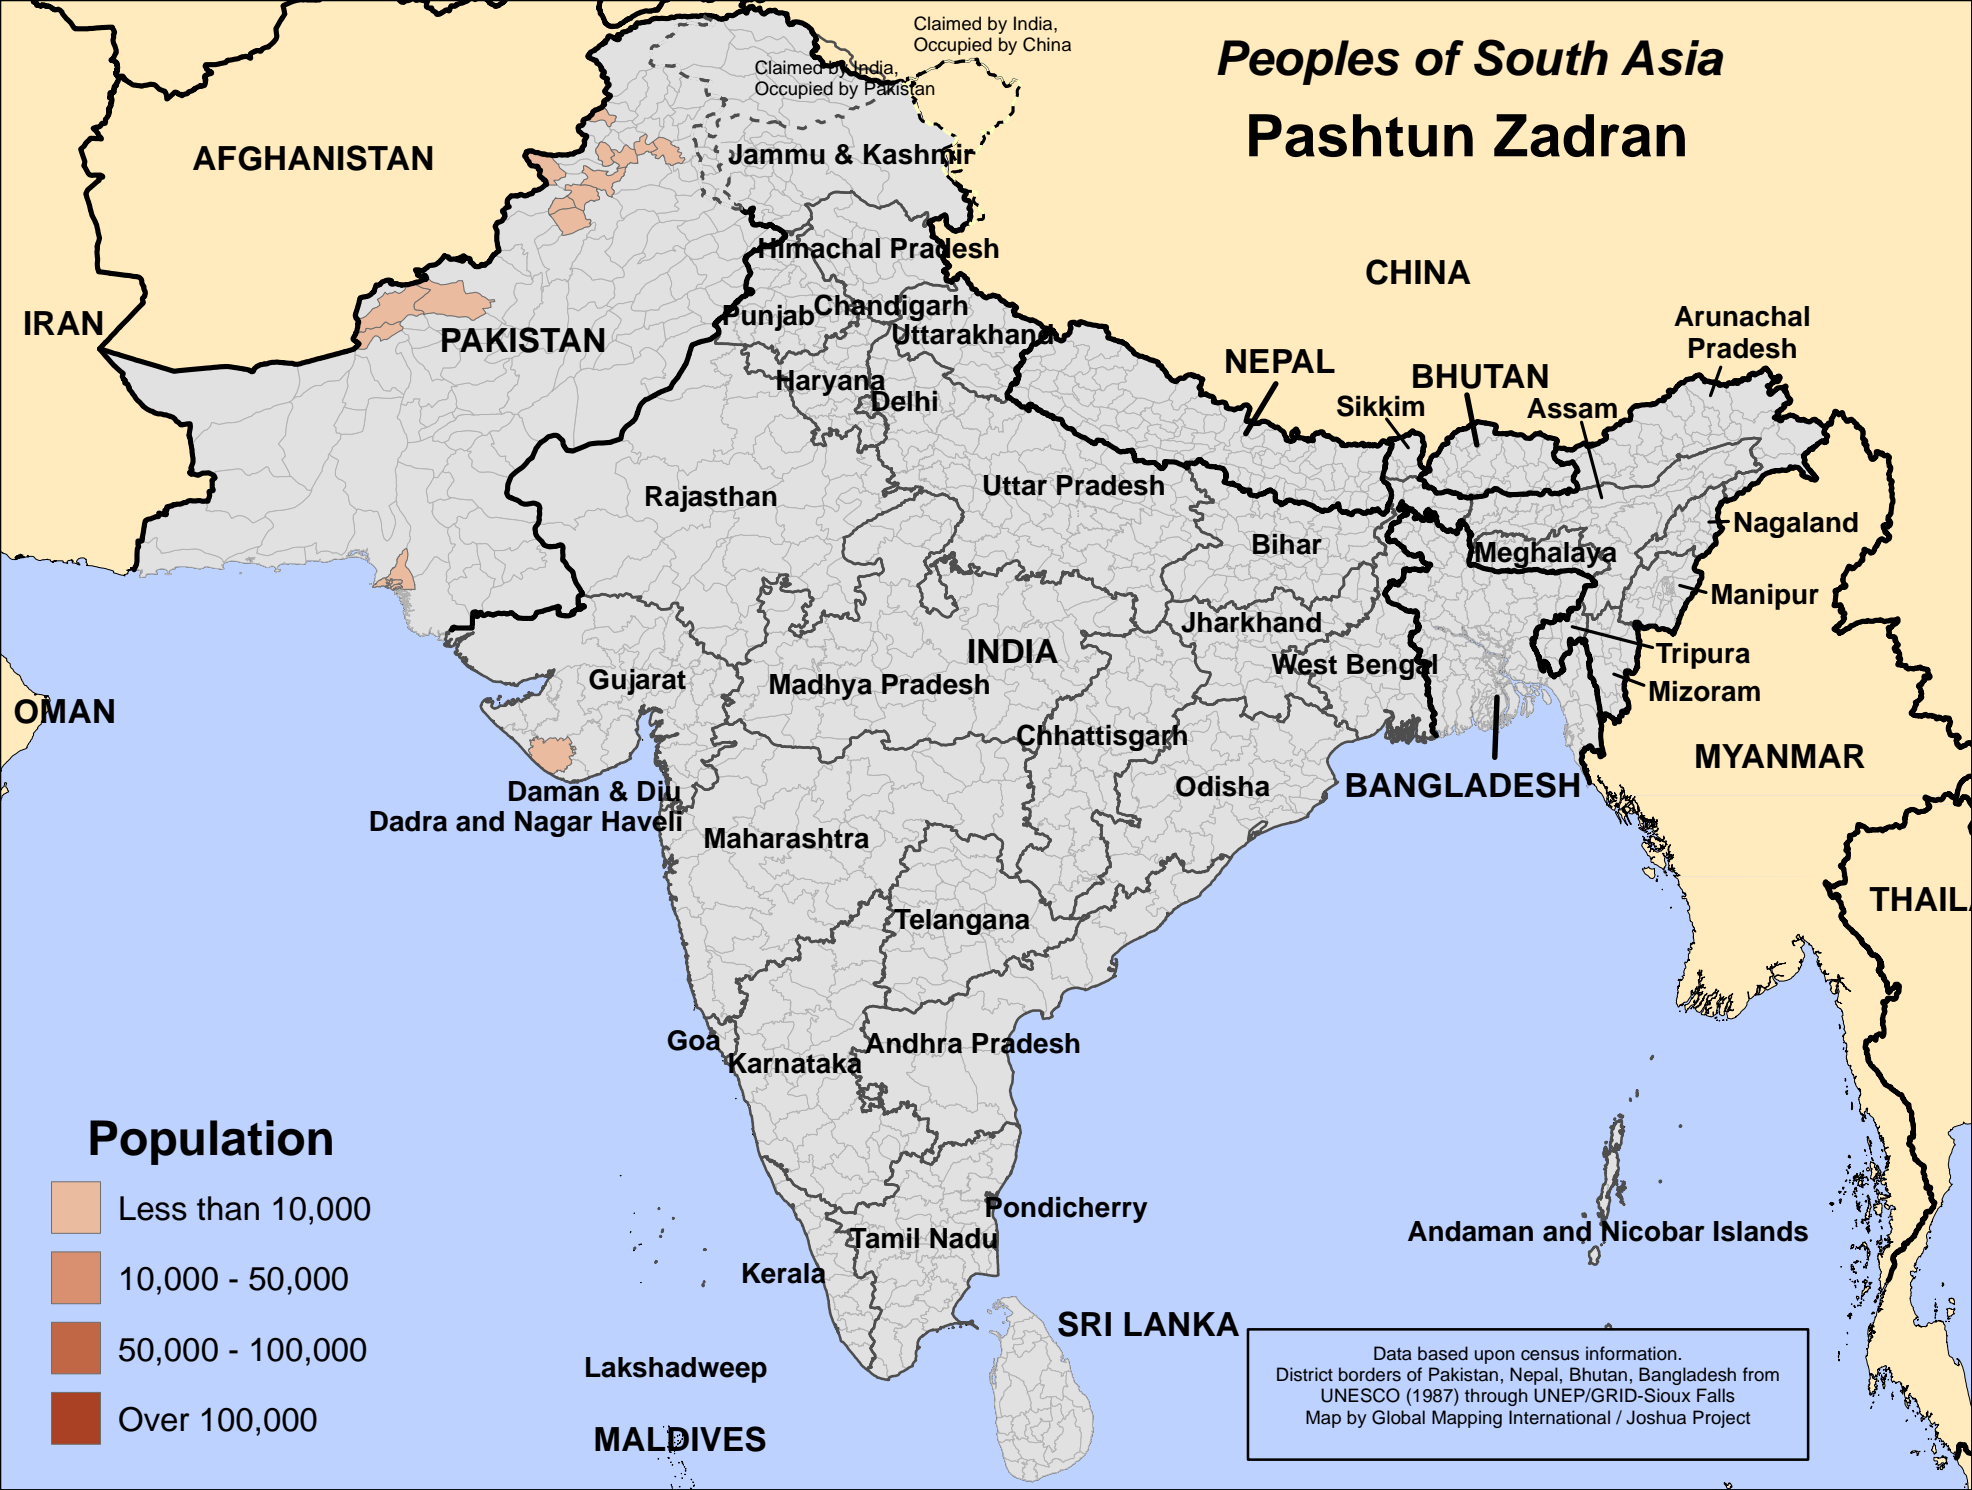 Peoples of South Asia
Pashtun Zadran
Claimed by India,
Occupied by China
Claimed by India,
Occupied by Pakistan
AFGHANISTAN
Jammu & Kashmir
Himachal Pradesh
CHINA
IRAN
PAKISTAN
Punjab
Chandigarh
Uttarakhand
Arunachal
Pradesh
NEPAL
BHUTAN
Sikkim
Assam
Haryana
Delhi
Rajasthan
Uttar Pradesh
Bihar
Meghalaya
Nagaland
Manipur
Jharkhand
INDIA
Tripura
West Bengal
Mizoram
Gujarat
Madhya Pradesh
OMAN
Chhattisgarh
MYANMAR
Odisha
BANGLADESH
Daman & Diu
Dadra and Nagar Haveli
Maharashtra
THAILA
Telangana
Goa
Karnataka
Andhra Pradesh
Pondicherry
Tamil Nadu
Kerala
Andaman and Nicobar Islands
SRI LANKA
Lakshadweep
MALDIVES
Population
Less than 10,000
10,000 - 50,000
50,000 - 100,000
Over 100,000
Data based upon census information.
District borders of Pakistan, Nepal, Bhutan, Bangladesh from
UNESCO (1987) through UNEP/GRID-Sioux Falls
Map by Global Mapping International / Joshua Project